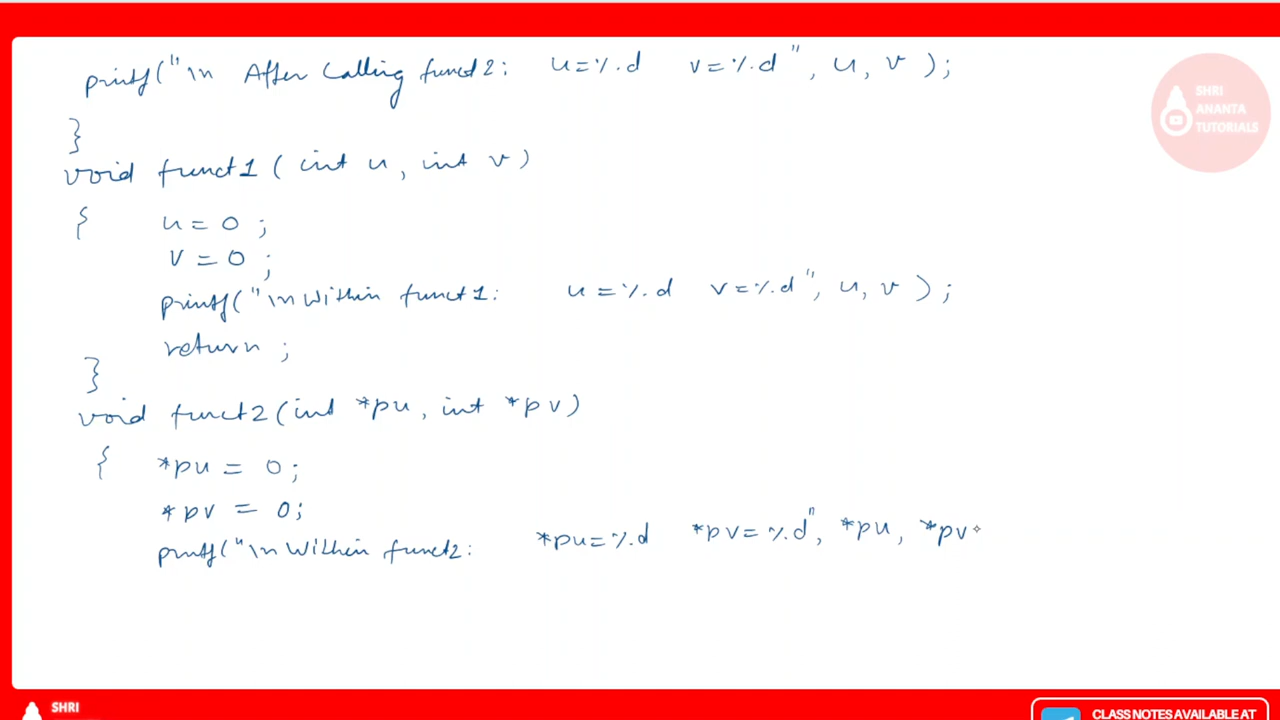 printf("\n After Calling funct2: u=%d v=%d", u, v );
}
void funct1 ( int u, int v )
{ u = 0 ;
v = 0 ;
printf("\n Within funct1: u = %d v = %d", u, v ) ;
return ;
}
void funct2 (int *pu, int *pv)
{ *pu = 0;
*pv = 0;
printf("\n Within funct2: *pu = %d *pv = %d", *pu, *pv
SHRI
ANANTA
TUTORIALS
SHRI
CLASS NOTES AVAILABLE AT